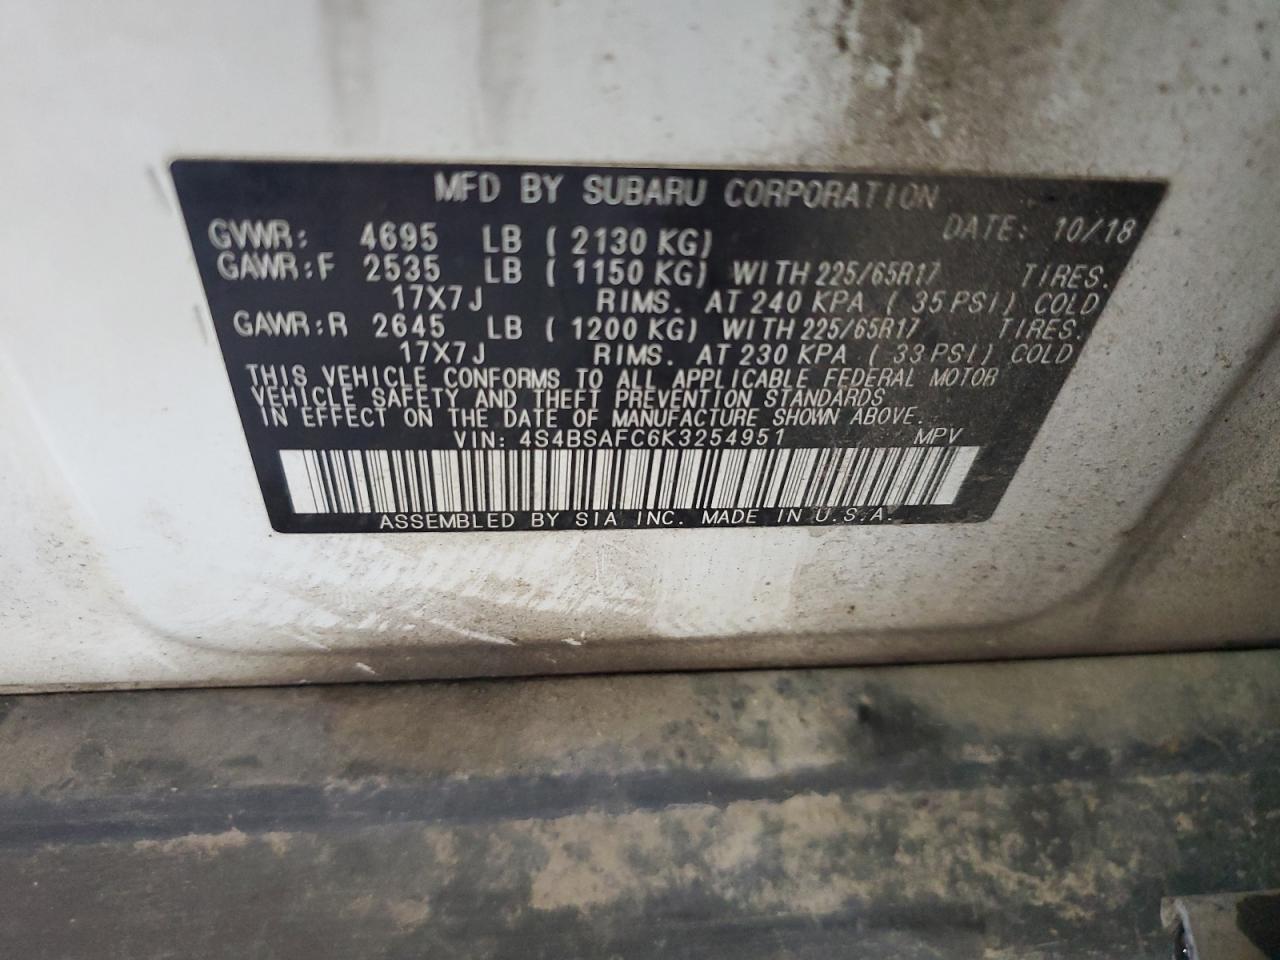 MFD BY SUBARU CORPORATION
DATE: 10/18
GVWR: 4695 LB ( 2130 KG)
GAWR:F 2535 LB ( 1150 KG) WITH 225/65R17 TIRES.
17X7J RIMS. AT 240 KPA ( 35 PSI) COLD
GAWR:R 2645 LB ( 1200 KG) WITH 225/65R17 TIRES.
17X7J RIMS. AT 230 KPA ( 33 PSI) COLD
THIS VEHICLE CONFORMS TO ALL APPLICABLE FEDERAL MOTOR
VEHICLE SAFETY AND THEFT PREVENTION STANDARDS
IN EFFECT ON THE DATE OF MANUFACTURE SHOWN ABOVE.
VIN: 4S4BSAFC6K3254951 MPV
ASSEMBLED BY SIA INC. MADE IN U.S.A.